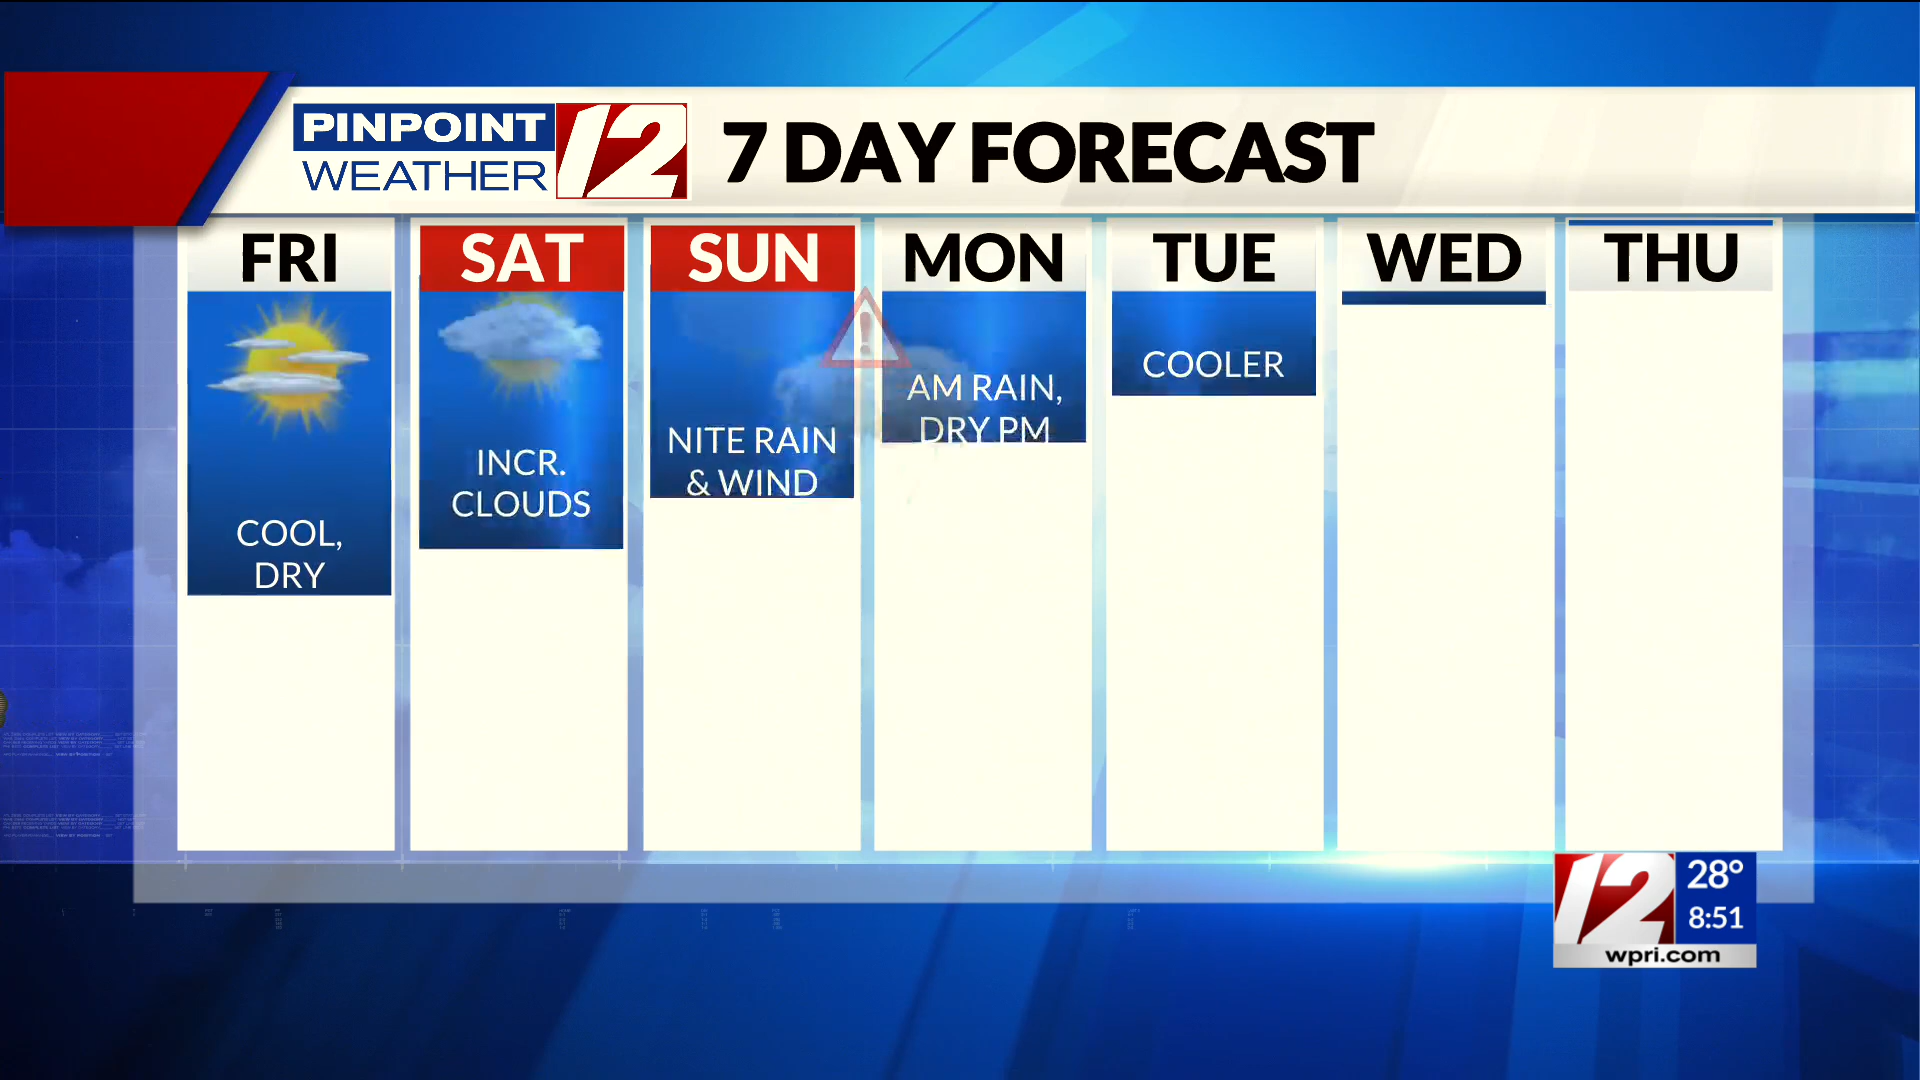 PINPOINT
WEATHER
12
7 DAY FORECAST
FRI
SAT
SUN
MON
TUE
WED
THU
COOL,
DRY
INCR.
CLOUDS
NITE RAIN
& WIND
AM RAIN,
DRY PM
COOLER
12
28°
8:51
wpri.com